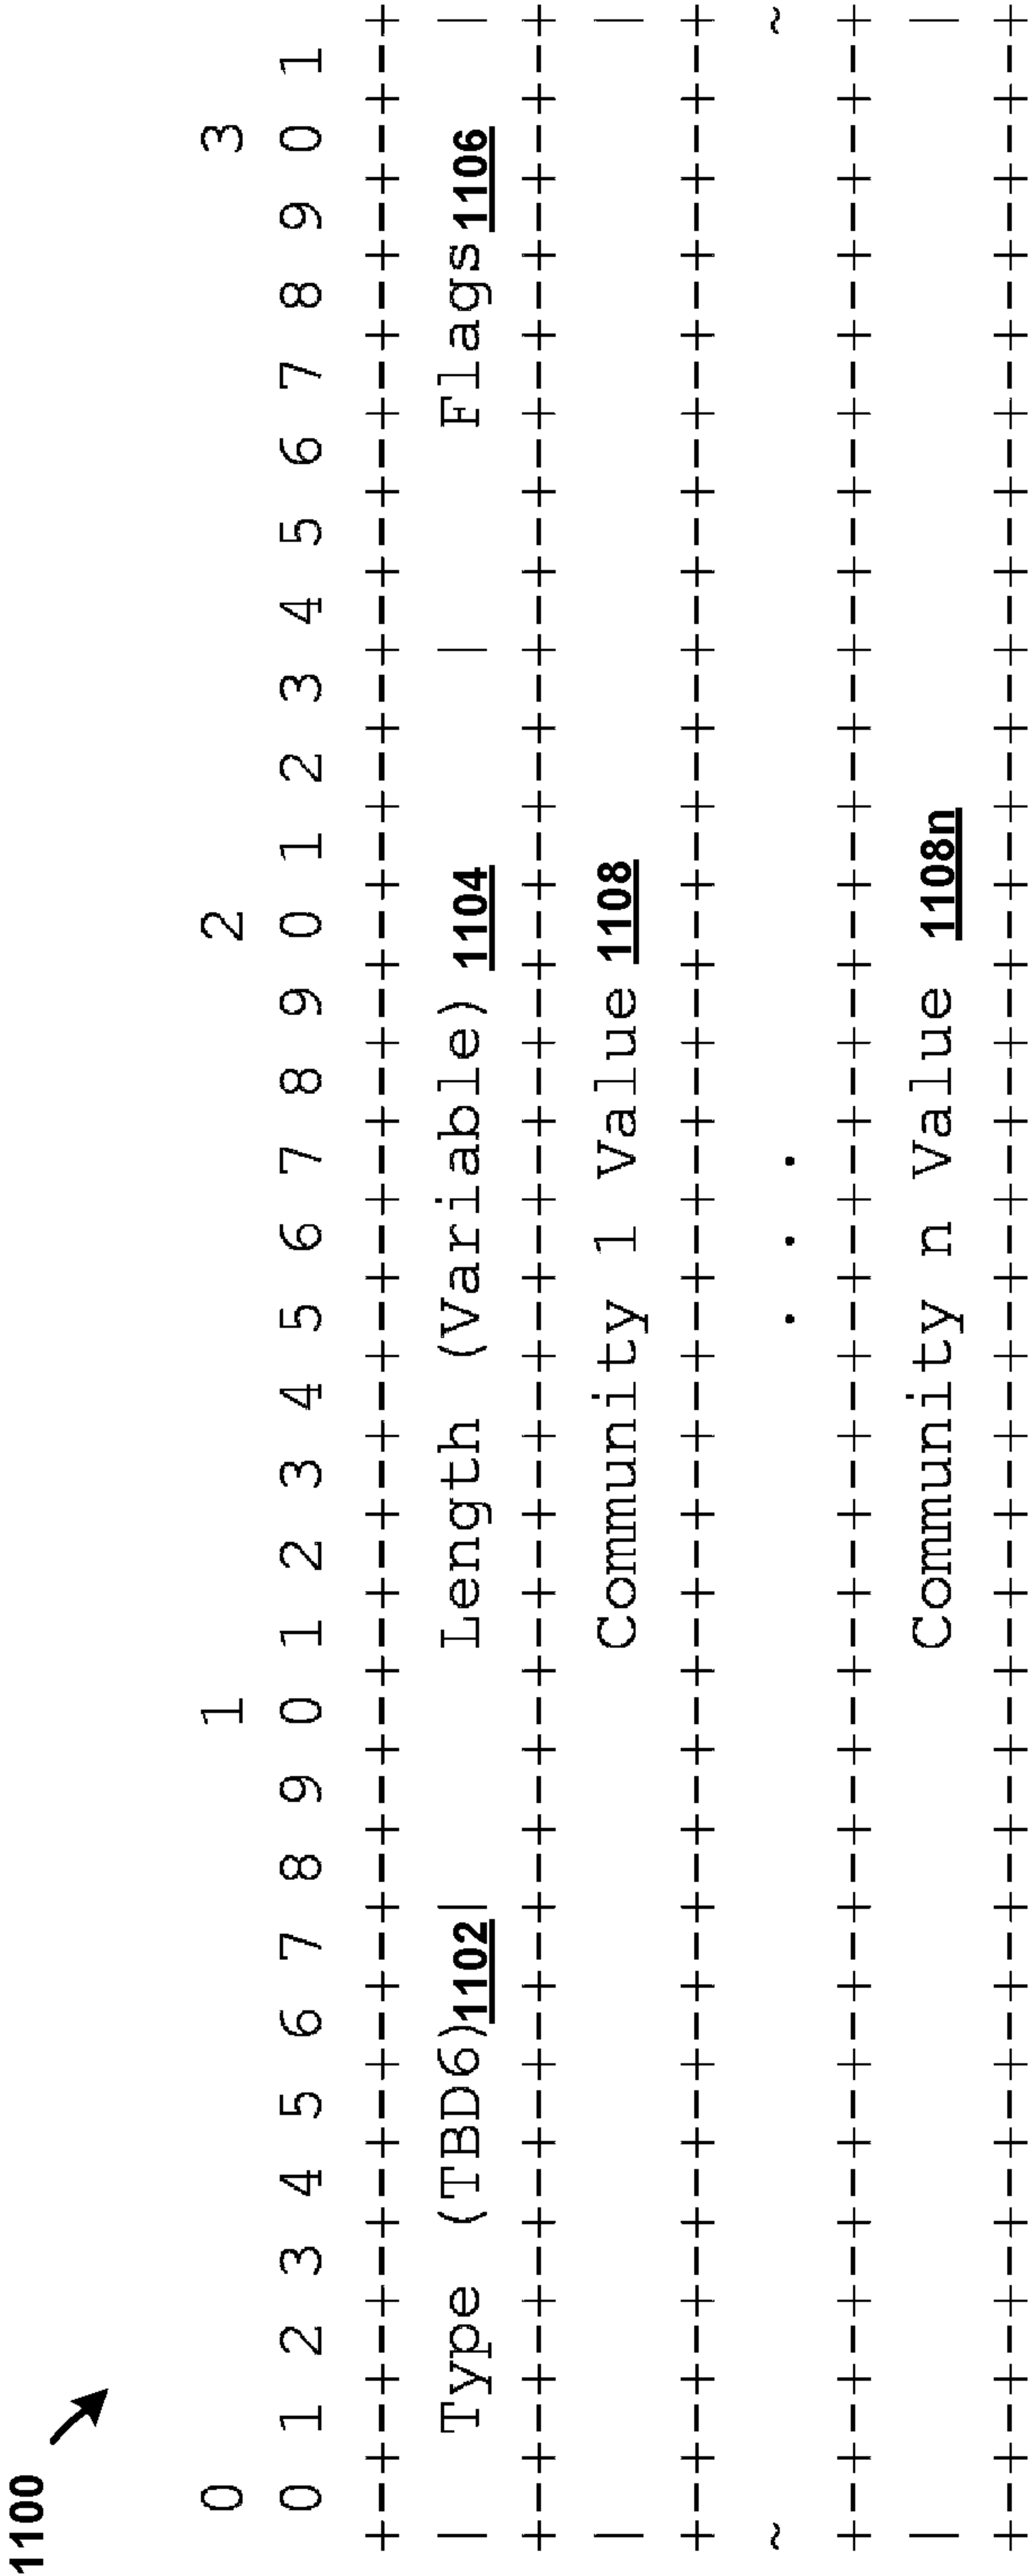 1100
 0                   1                   2                   3
 0 1 2 3 4 5 6 7 8 9 0 1 2 3 4 5 6 7 8 9 0 1 2 3 4 5 6 7 8 9 0 1
+-+-+-+-+-+-+-+-+-+-+-+-+-+-+-+-+-+-+-+-+-+-+-+-+-+-+-+-+-+-+-+-+
|  Type (TBD6)1102 |      Length (Variable) 1104      |     Flags1106     |
+-+-+-+-+-+-+-+-+-+-+-+-+-+-+-+-+-+-+-+-+-+-+-+-+-+-+-+-+-+-+-+-+
|                      Community 1 Value 1108                      |
+-+-+-+-+-+-+-+-+-+-+-+-+-+-+-+-+-+-+-+-+-+-+-+-+-+-+-+-+-+-+-+-+
~                              . . .                            ~
+-+-+-+-+-+-+-+-+-+-+-+-+-+-+-+-+-+-+-+-+-+-+-+-+-+-+-+-+-+-+-+-+
|                      Community n Value 1108n                     |
+-+-+-+-+-+-+-+-+-+-+-+-+-+-+-+-+-+-+-+-+-+-+-+-+-+-+-+-+-+-+-+-+